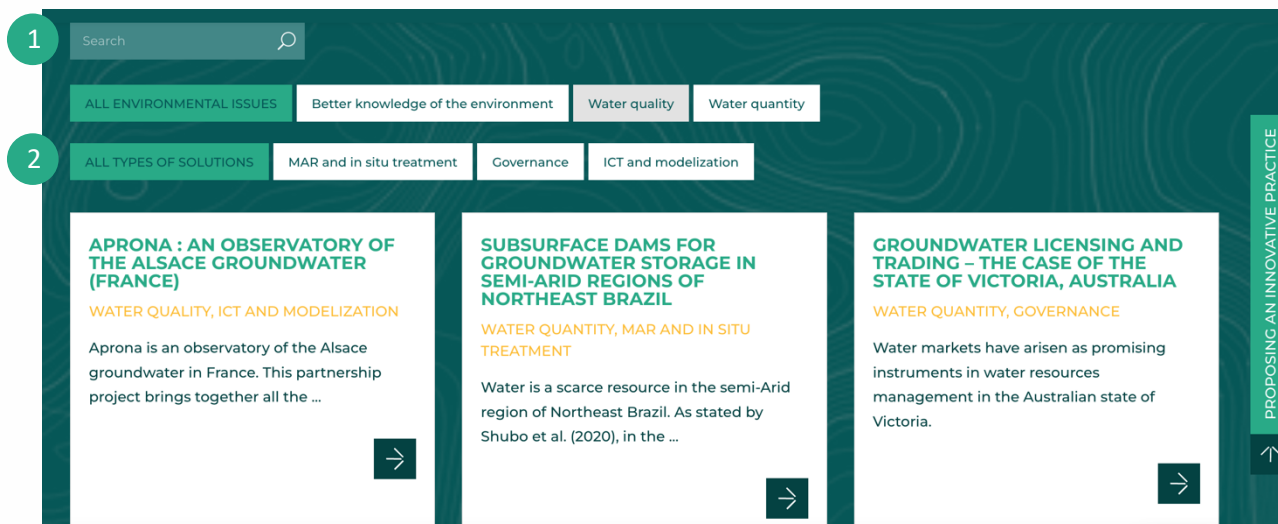 1
Search
ALL ENVIRONMENTAL ISSUES Better knowledge of the environment Water quality Water quantity
2
ALL TYPES OF SOLUTIONS MAR and in situ treatment Governance ICT and modelization
APRONA : AN OBSERVATORY OF
THE ALSACE GROUNDWATER
(FRANCE)
WATER QUALITY, ICT AND MODELIZATION
Aprona is an observatory of the Alsace
groundwater in France. This partnership
project brings together all the ...
SUBSURFACE DAMS FOR
GROUNDWATER STORAGE IN
SEMI-ARID REGIONS OF
NORTHEAST BRAZIL
WATER QUANTITY, MAR AND IN SITU
TREATMENT
Water is a scarce resource in the semi-Arid
region of Northeast Brazil. As stated by
Shubo et al. (2020), in the ...
GROUNDWATER LICENSING AND
TRADING – THE CASE OF THE
STATE OF VICTORIA, AUSTRALIA
WATER QUANTITY, GOVERNANCE
Water markets have arisen as promising
instruments in water resources
management in the Australian state of
Victoria.
PROPOSING AN INNOVATIVE PRACTICE